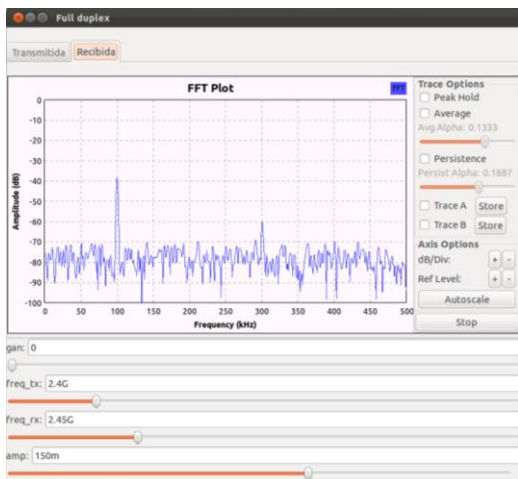 Full duplex
Transmitida Recibida
FFT Plot
FFT
Trace Options
Peak Hold
Average
Avg Alpha: 0.1333
Persistence
Persist Alpha: 0.1887
Trace A Store
Trace B Store
Axis Options
dB/Div: + -
Ref Level: + -
Autoscale
Stop
Amplitude (dB)
0
-10
-20
-30
-40
-50
-60
-70
-80
-90
-100
0 50 100 150 200 250 300 350 400 450 500
Frequency (kHz)
gan: 0
freq_tx: 2.4G
freq_rx: 2.45G
amp: 150m